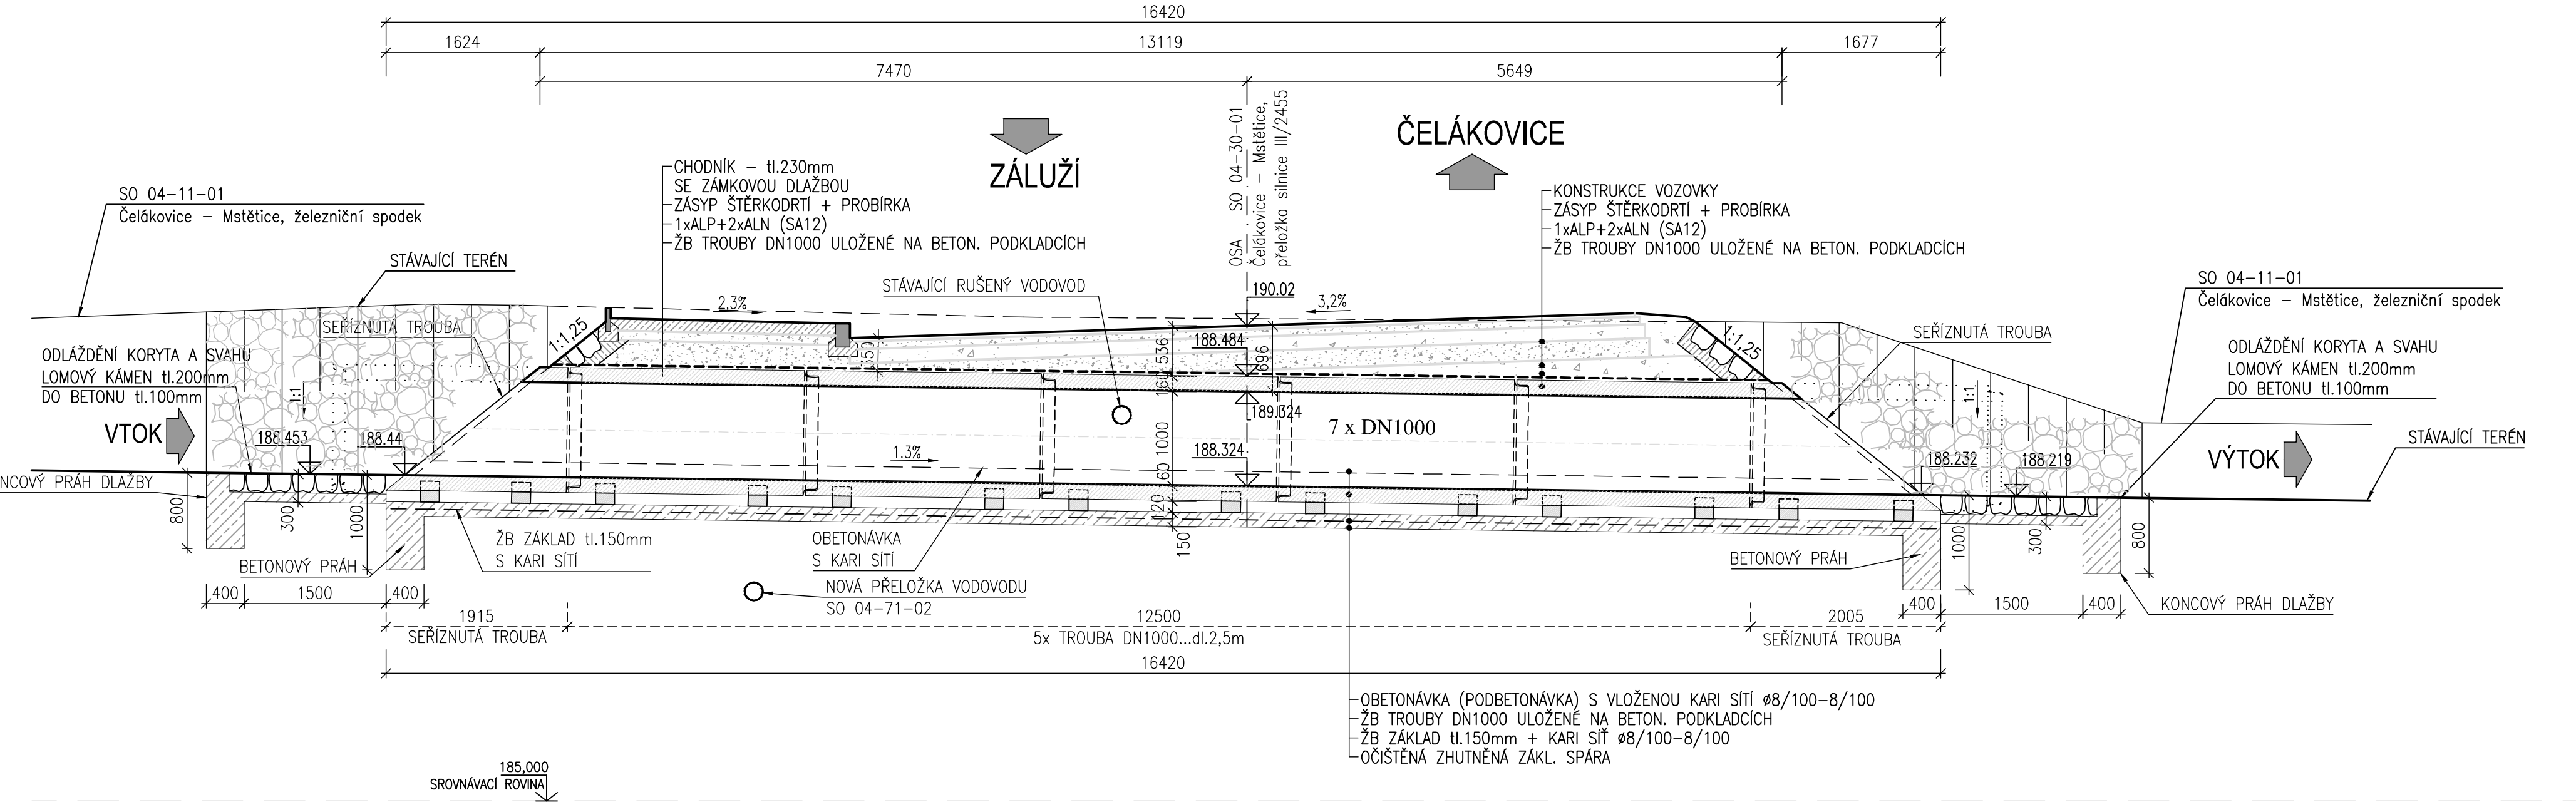 16420
1624
13119
1677
7470
5649
OSA : SO 04-30-01
Čelákovice - Mstětice,
přeložka silnice III/2455
ZÁLUŽÍ
ČELÁKOVICE
SO 04-11-01
Čelákovice - Mstětice, železniční spodek
CHODNÍK - tl.230mm
SE ZÁMKOVOU DLAŽBOU
ZÁSYP ŠTĚRKODRTÍ + PROBÍRKA
1xALP+2xALN (SA12)
ŽB TROUBY DN1000 ULOŽENÉ NA BETON. PODKLADCÍCH
KONSTRUKCE VOZOVKY
ZÁSYP ŠTĚRKODRTÍ + PROBÍRKA
1xALP+2xALN (SA12)
ŽB TROUBY DN1000 ULOŽENÉ NA BETON. PODKLADCÍCH
STÁVAJÍCÍ TERÉN
STÁVAJÍCÍ RUŠENÝ VODOVOD
SO 04-11-01
Čelákovice - Mstětice, železniční spodek
2,3%
190.02
3,2%
SEŘÍZNUTÁ TROUBA
1:1.25
1:1.25
SEŘÍZNUTÁ TROUBA
ODLÁŽDĚNÍ KORYTA A SVAHU
LOMOVÝ KÁMEN tl.200mm
DO BETONU tl.100mm
ODLÁŽDĚNÍ KORYTA A SVAHU
LOMOVÝ KÁMEN tl.200mm
DO BETONU tl.100mm
188.484
536
696
160
1:1
1:1
189.324
7 x DN1000
VTOK
188.453
188.44
1000
188.324
1.3%
188.232
188.219
VÝTOK
STÁVAJÍCÍ TERÉN
NCOVÝ PRÁH DLAŽBY
800
300
1000
120
150
1000
300
800
ŽB ZÁKLAD tl.150mm
S KARI SÍTÍ
OBETONÁVKA
S KARI SÍTÍ
BETONOVÝ PRÁH
BETONOVÝ PRÁH
NOVÁ PŘELOŽKA VODOVODU
SO 04-71-02
400
1500
400
400
1500
400
KONCOVÝ PRÁH DLAŽBY
1915
12500
2005
SEŘÍZNUTÁ TROUBA
5x TROUBA DN1000...dl.2,5m
SEŘÍZNUTÁ TROUBA
16420
OBETONÁVKA (PODBETONÁVKA) S VLOŽENOU KARI SÍTÍ ø8/100-8/100
ŽB TROUBY DN1000 ULOŽENÉ NA BETON. PODKLADCÍCH
ŽB ZÁKLAD tl.150mm + KARI SÍŤ ø8/100-8/100
OČIŠTĚNÁ ZHUTNĚNÁ ZÁKL. SPÁRA
185,000
SROVNÁVACÍ ROVINA